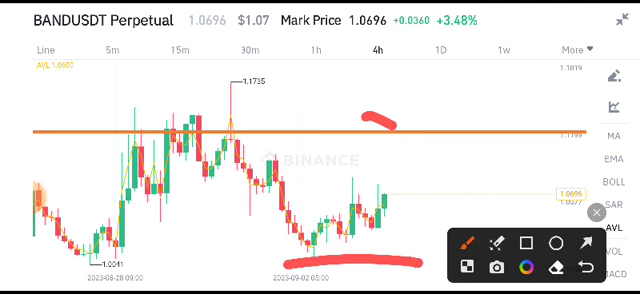 BANDUSDT Perpetual 1.0696 $1.07 Mark Price 1.0696 +0.0360 +3.48%
Line 5m 15m 30m 1h 4h 1D 1w More
AVL 1.0600
1.1819
1.1735
MA
1.1199
EMA
BINANCE
BOLL
1.0696
SAR
AVL
VOL
1.0041
MACD
2023-08-28 09:00 2023-09-02 05:00